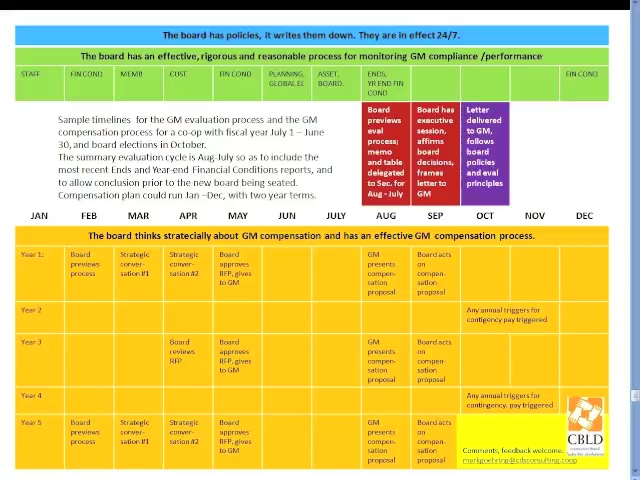 The board has policies, it writes them down. They are in effect 24/7.
The board has an effective, rigorous and reasonable process for monitoring GM compliance /performance
STAFF FIN COND MEMB CUST FIN COND PLANNING, GLOBAL EL ASSET, BOARD. ENDS, YR END FIN COND FIN COND
Sample timelines for the GM evaluation process and the GM
compensation process for a co-op with fiscal year July 1 – June
30, and board elections in October.
The summary evaluation cycle is Aug-July so as to include the
most recent Ends and Year-end Financial Conditions reports, and
to allow conclusion prior to the new board being seated.
Compensation plan could run Jan –Dec, with two year terms.
Board
previews
eval
process;
memo
and table
delegated
to Sec. for
Aug - July
Board has
executive
session,
affirms
board
decisions,
frames
letter to
GM
Letter
delivered
to GM,
follows
board
policies
and eval
principles
JAN FEB MAR APR MAY JUN JULY AUG SEP OCT NOV DEC
The board thinks stratecially about GM compensation and has an effective GM compensation process.
Year 1:
Board
previews
process
Strategic
conver-
sation #1
Strategic
conver-
sation #2
Board
approves
RFP, gives
to GM
GM
presents
compen-
sation
proposal
Board acts
on
compen-
sation
proposal
Year 2
Any annual triggers for
contigency pay triggered
Year 3
Board
reviews
RFP
Board
approves
RFP, gives
to GM
GM
presents
compen-
sation
proposal
Board acts
on
compen-
sation
proposal
Year 4
Any annual triggers for
contingency. pay triggered
Year 5
Board
previews
process
Strategic
conver-
sation #1
Strategic
conver-
sation #2
Board
approves
RFP, gives
to GM
GM
presents
compen-
sation
proposal
Board acts
on
compen-
sation
proposal
Comments, feedback welcome:
markgoehring@cdsconsulting.coop
CBLD